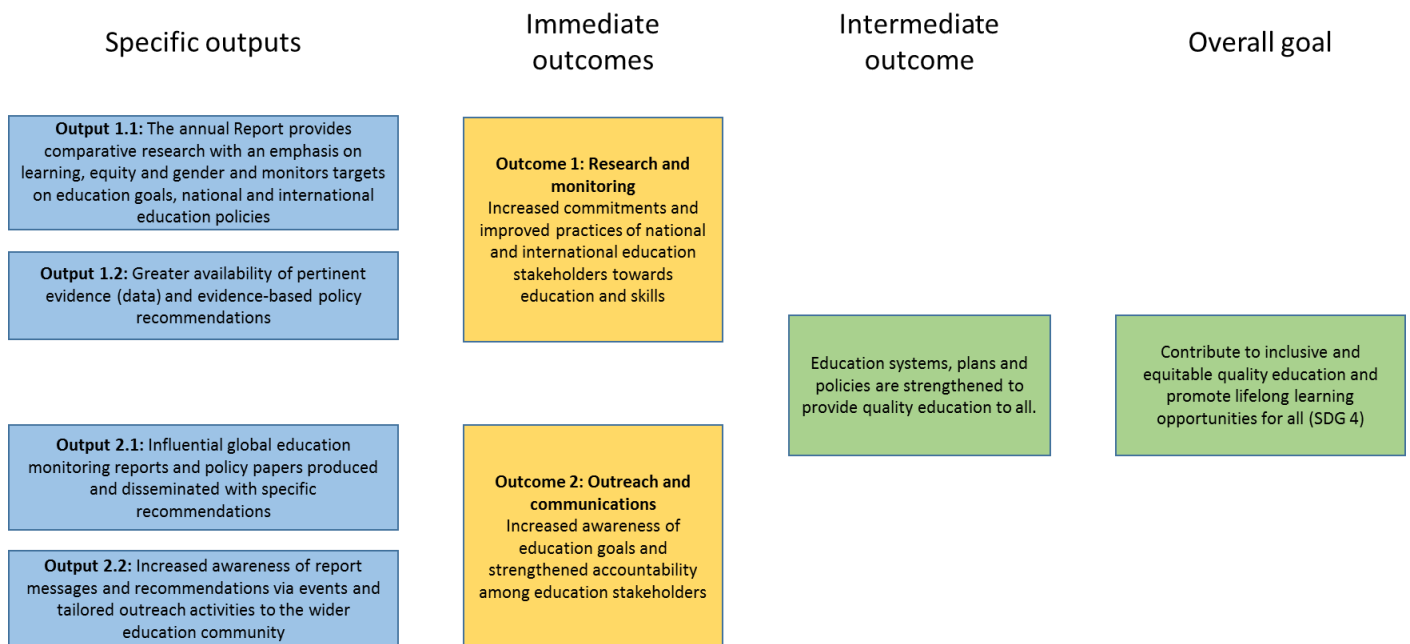 Specific outputs
Immediate
outcomes
Intermediate
outcome
Overall goal
Output 1.1: The annual Report provides
comparative research with an emphasis on
learning, equity and gender and monitors targets
on education goals, national and international
education policies
Output 1.2: Greater availability of pertinent
evidence (data) and evidence-based policy
recommendations
Output 2.1: Influential global education
monitoring reports and policy papers produced
and disseminated with specific
recommendations
Output 2.2: Increased awareness of report
messages and recommendations via events and
tailored outreach activities to the wider
education community
Outcome 1: Research and
monitoring
Increased commitments and
improved practices of national
and international education
stakeholders towards
education and skills
Outcome 2: Outreach and
communications
Increased awareness of
education goals and
strengthened accountability
among education stakeholders
Education systems, plans and
policies are strengthened to
provide quality education to all.
Contribute to inclusive and
equitable quality education and
promote lifelong learning
opportunities for all (SDG 4)